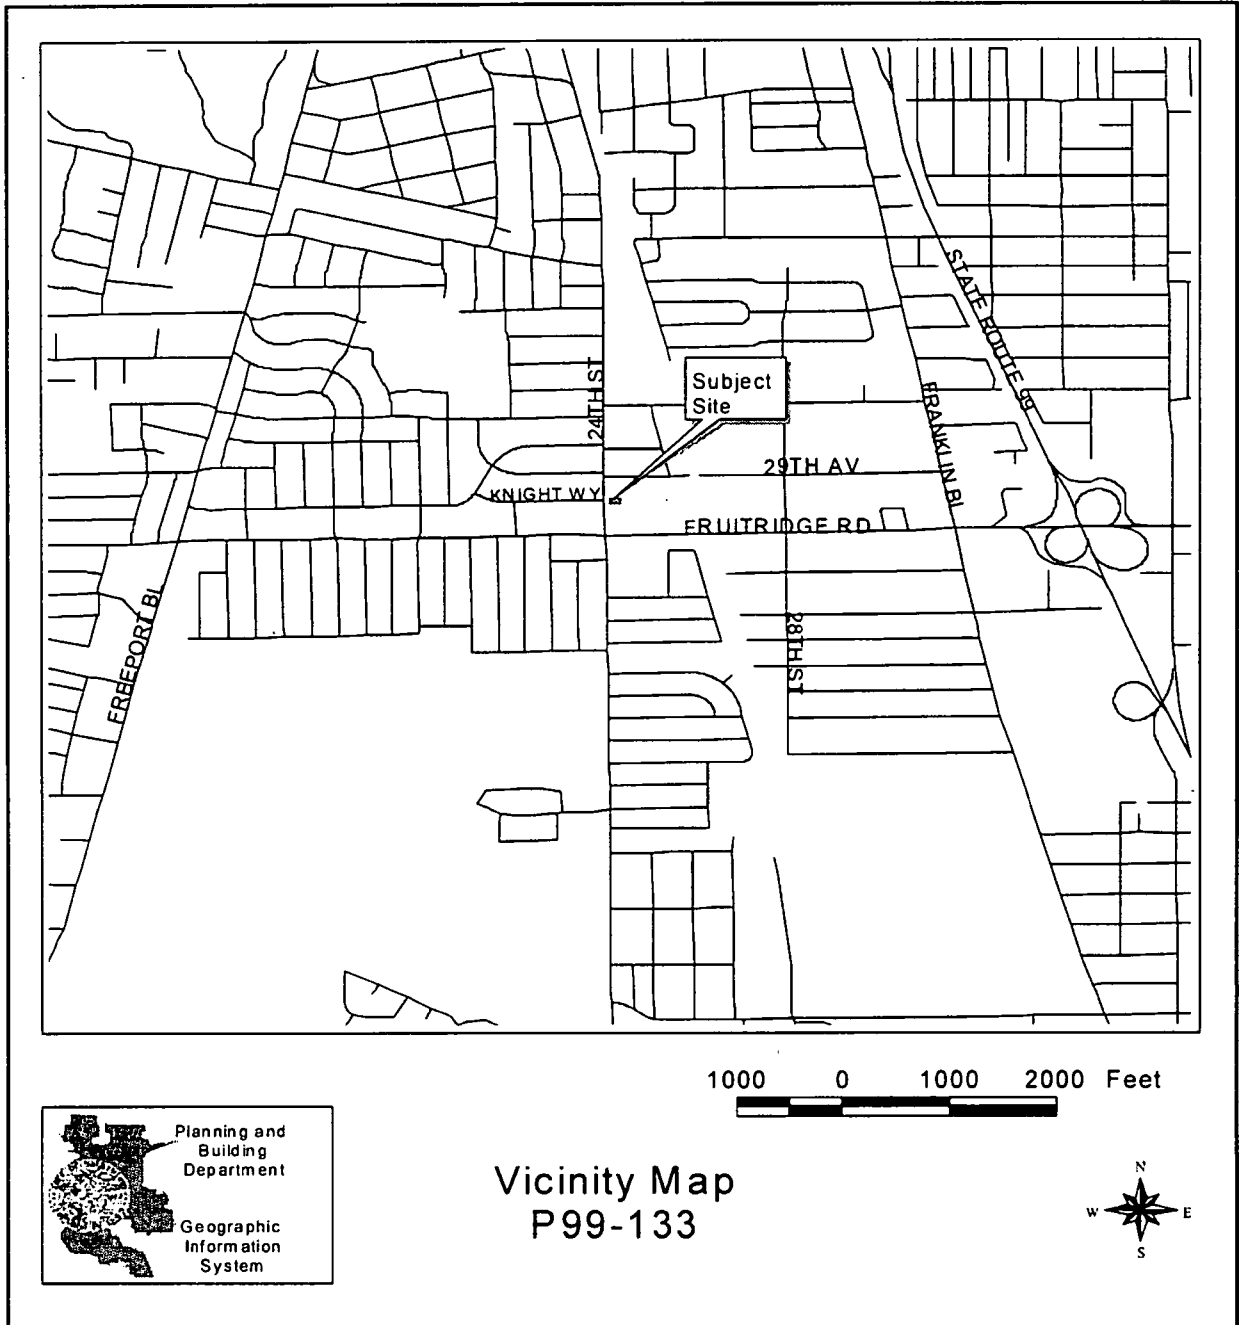 STATE ROUTE 99
Subject
Site
24TH ST
FRANKLIN BL
29TH AV
KNIGHT WY
FRUITRIDGE RD
FREEPORT BL
28TH ST
1000 0 1000 2000 Feet
Planning and
Building
Department
Geographic
Information
System
Vicinity Map
P99-133
N
W E
S